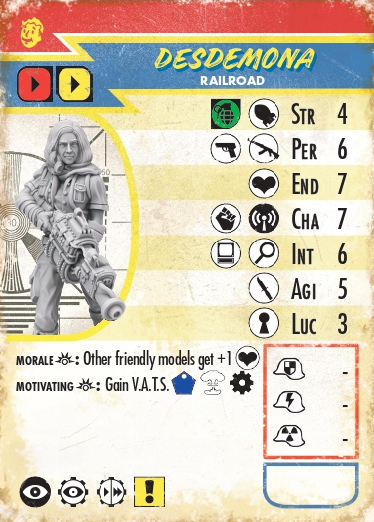 DESDEMONA
RAILROAD
STR 4
PER 6
END 7
CHA 7
INT 6
AGI 5
LUC 3
MORALE : Other friendly models get +1
MOTIVATING : Gain V.A.T.S.
-
-
-
!